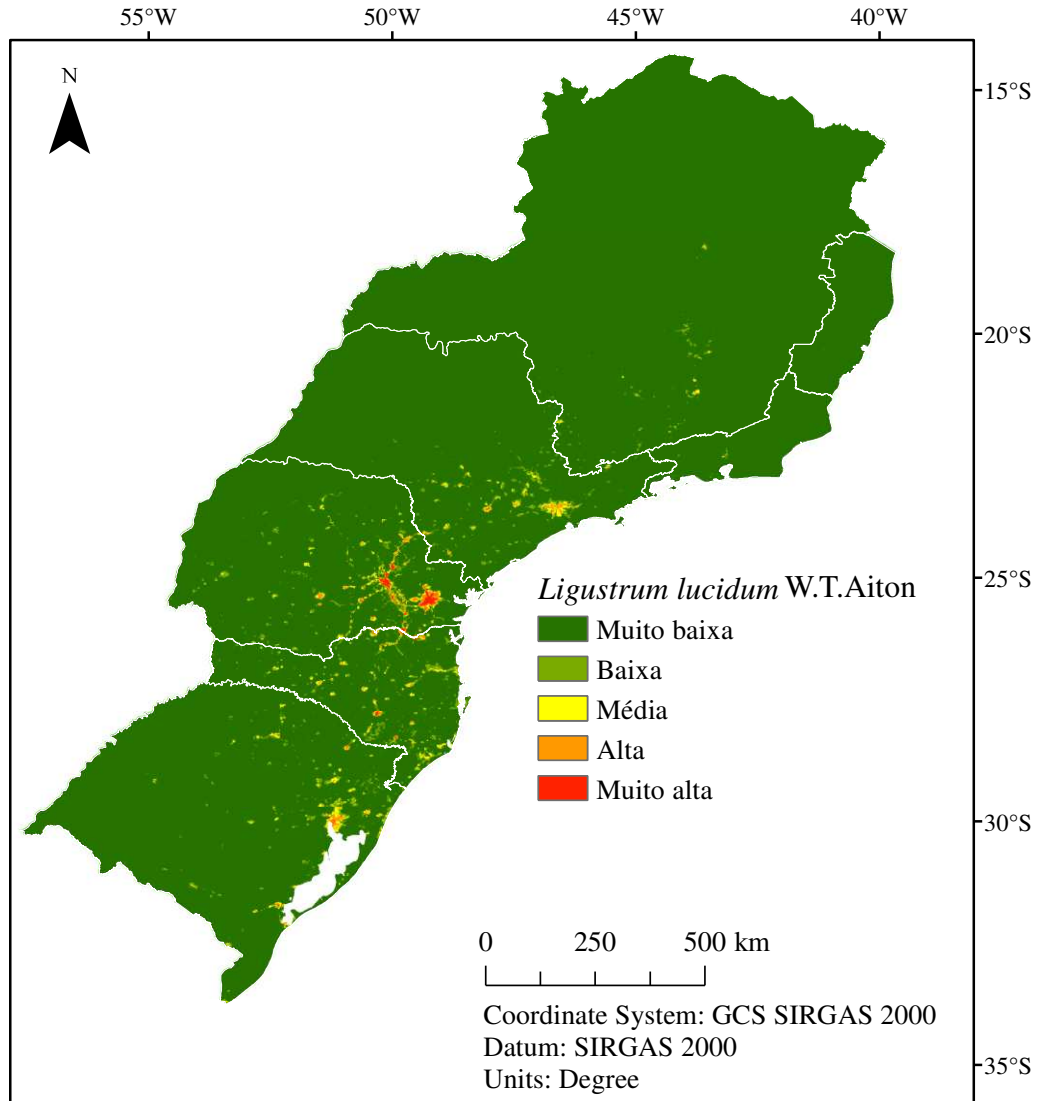 55°W 50°W 45°W 40°W
N
15°S
20°S
25°S
Ligustrum lucidum W.T.Aiton
Muito baixa
Baixa
Média
Alta
Muito alta
30°S
0 250 500 km
Coordinate System: GCS SIRGAS 2000
Datum: SIRGAS 2000
Units: Degree
35°S